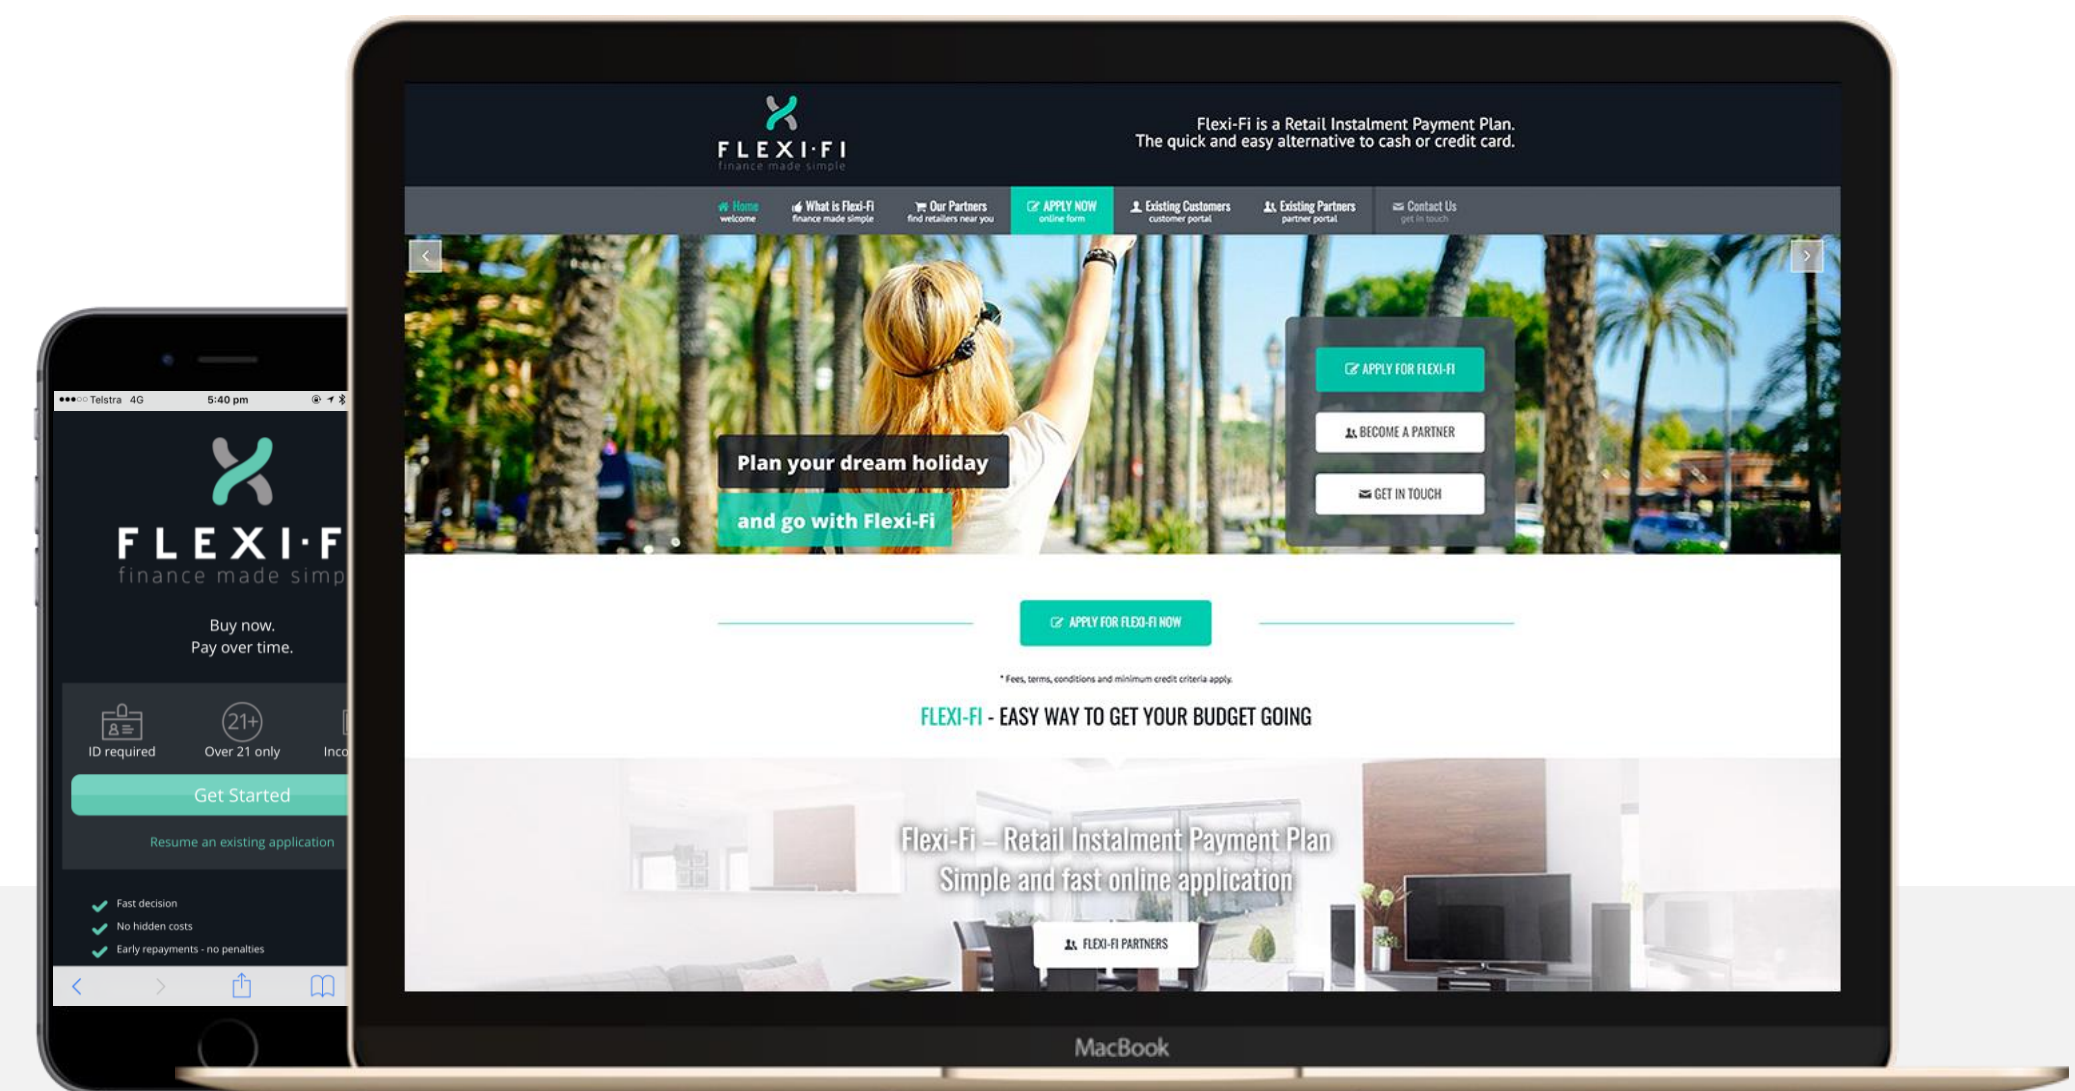 FLEXI·FI
finance made simple
Flexi-Fi is a Retail Instalment Payment Plan.
The quick and easy alternative to cash or credit card.
Home
welcome
What is Flexi-Fi
finance made simple
Our Partners
find retailers near you
APPLY NOW
online form
Existing Customers
customer portal
Existing Partners
partner portal
Contact Us
get in touch
Plan your dream holiday
and go with Flexi-Fi
APPLY FOR FLEXI-FI
BECOME A PARTNER
GET IN TOUCH
APPLY FOR FLEXI-FI NOW
* Fees, terms, conditions and minimum credit criteria apply.
FLEXI-FI - EASY WAY TO GET YOUR BUDGET GOING
Flexi-Fi – Retail Instalment Payment Plan
Simple and fast online application
FLEXI-FI PARTNERS
MacBook
Telstra 4G 5:40 pm
FLEXI·F
finance made simp
Buy now.
Pay over time.
21+
ID required
Over 21 only
Inco
Get Started
Resume an existing application
Fast decision
No hidden costs
Early repayments - no penalties